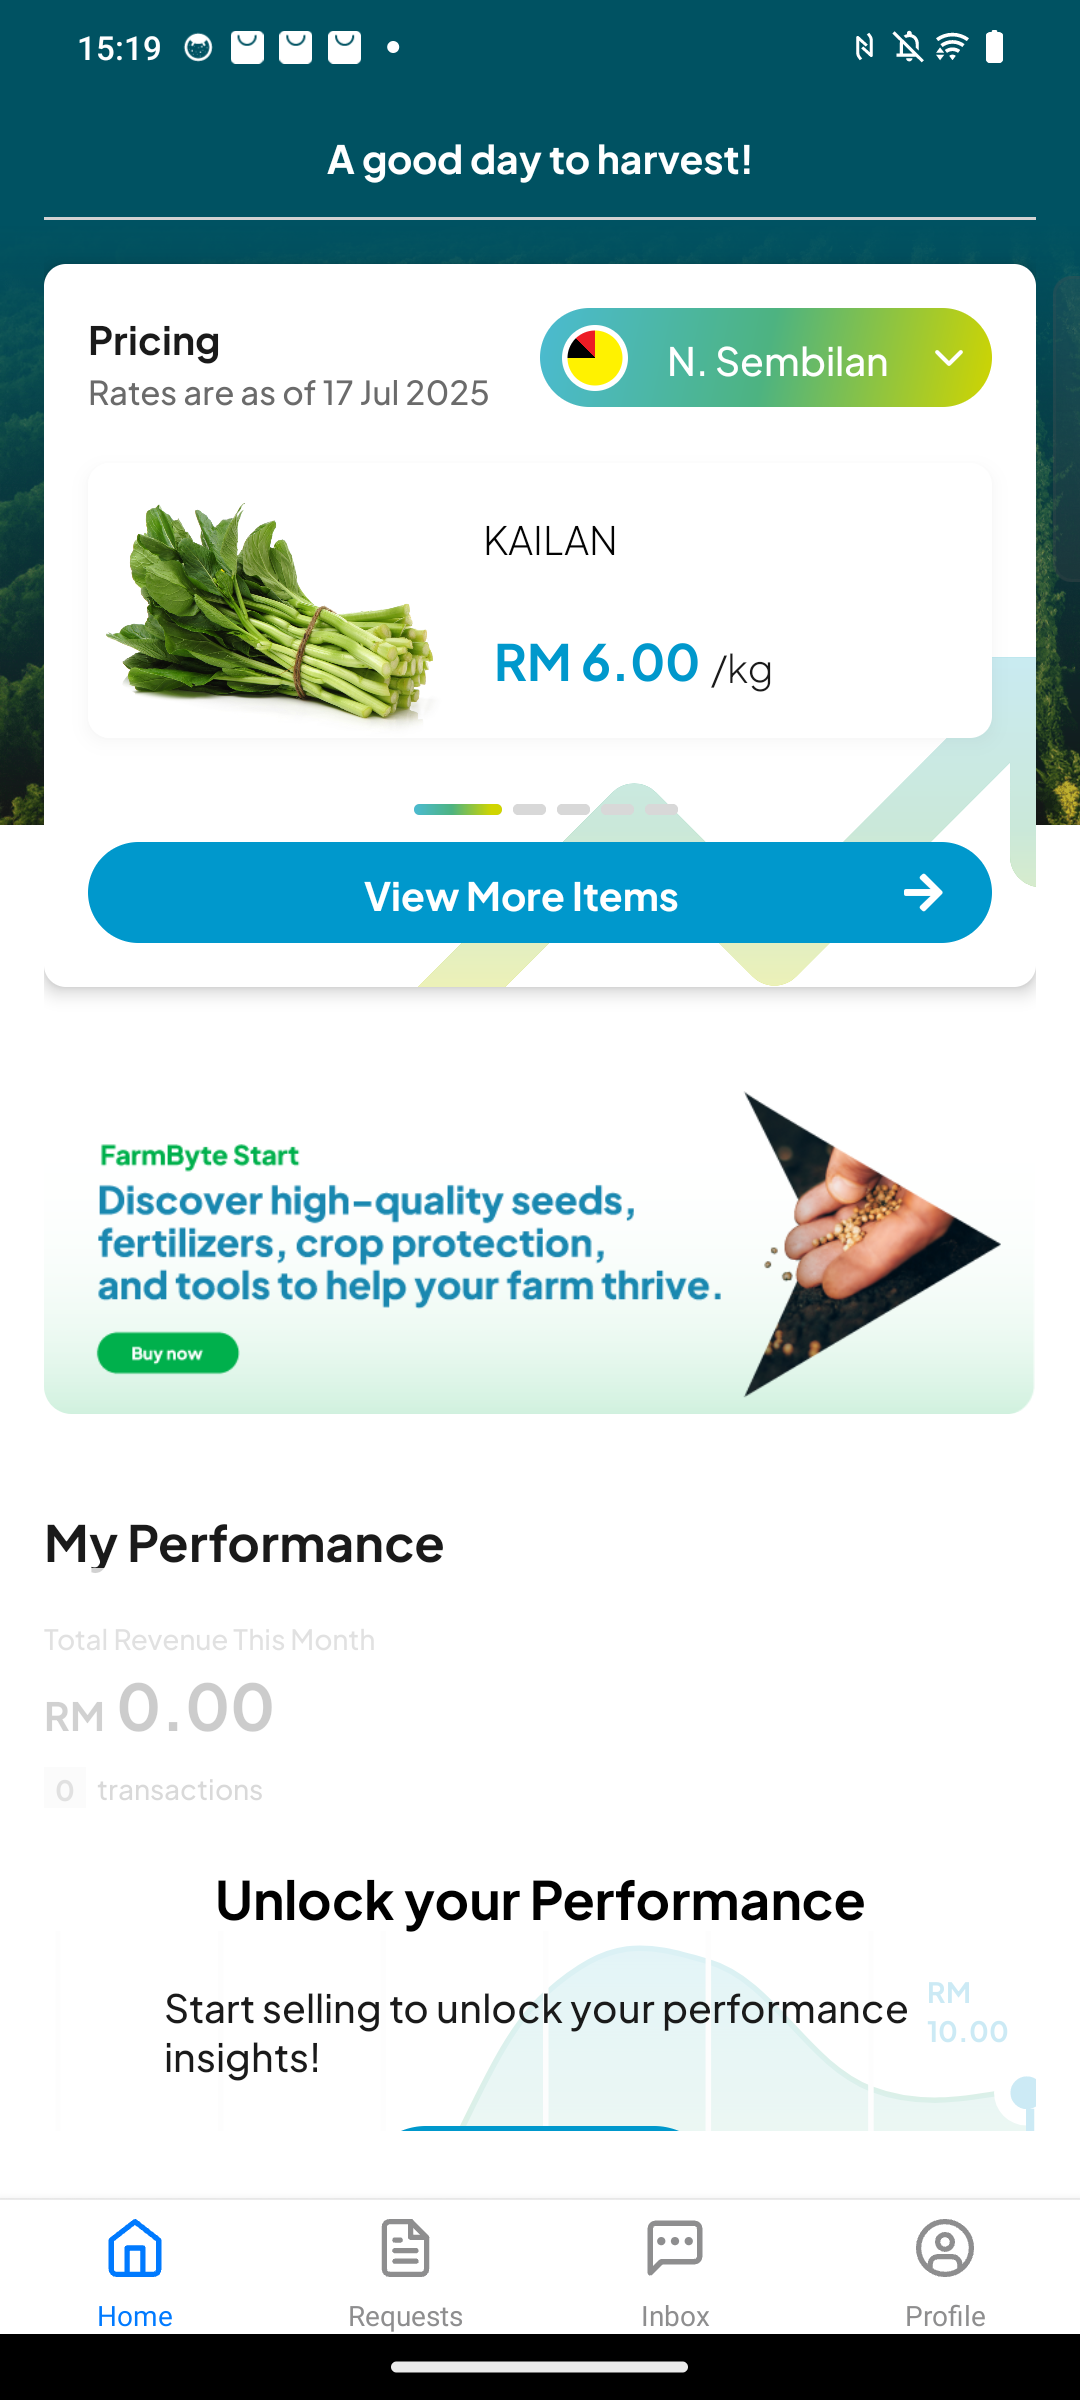 15:19
A good day to harvest!
Pricing
Rates are as of 17 Jul 2025
N. Sembilan
KAILAN
RM 6.00 /kg
View More Items
FarmByte Start
Discover high-quality seeds,
fertilizers, crop protection,
and tools to help your farm thrive.
Buy now
My Performance
Total Revenue This Month
RM 0.00
0 transactions
Unlock your Performance
Start selling to unlock your performance
insights!
RM
10.00
Home
Requests
Inbox
Profile